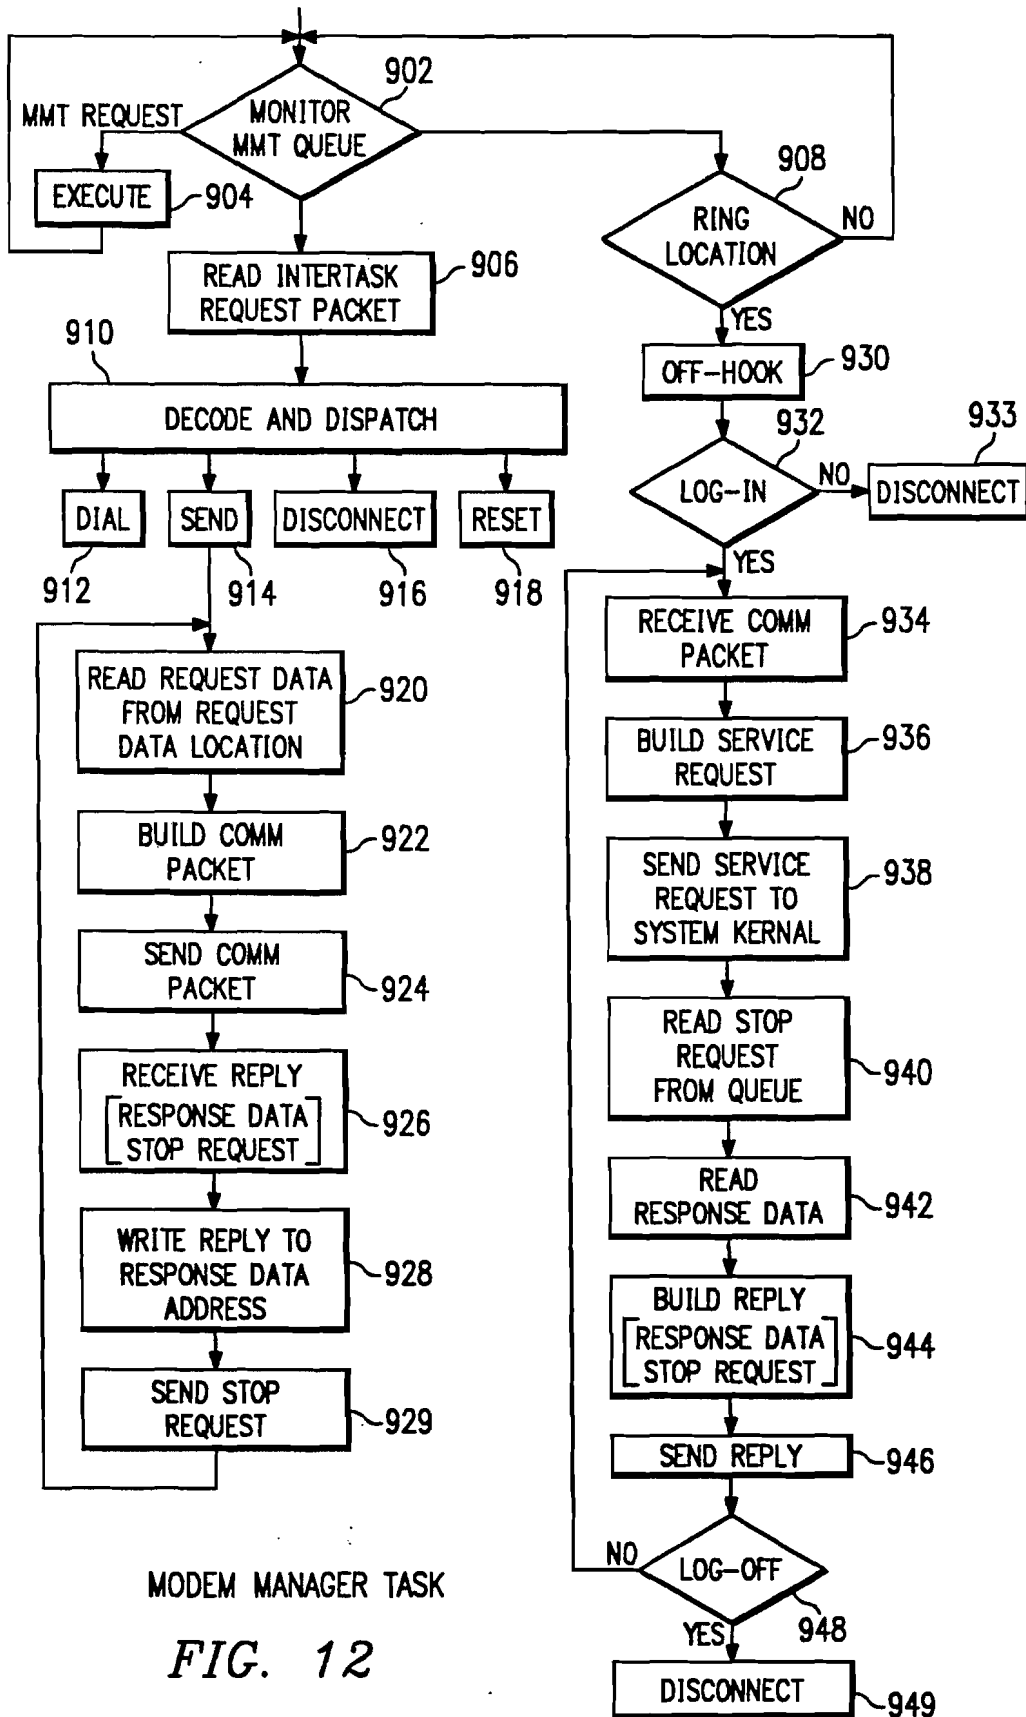 902
MMT REQUEST
MONITOR
MMT QUEUE
EXECUTE
904
908
RING
LOCATION
NO
READ INTERTASK
REQUEST PACKET
906
YES
910
DECODE AND DISPATCH
OFF-HOOK
930
DIAL
912
SEND
914
DISCONNECT
916
RESET
918
932
LOG-IN
NO
933
DISCONNECT
YES
READ REQUEST DATA
FROM REQUEST
DATA LOCATION
920
BUILD COMM
PACKET
922
SEND COMM
PACKET
924
RECEIVE REPLY
RESPONSE DATA
STOP REQUEST
926
WRITE REPLY TO
RESPONSE DATA
ADDRESS
928
SEND STOP
REQUEST
929
RECEIVE COMM
PACKET
934
BUILD SERVICE
REQUEST
936
SEND SERVICE
REQUEST TO
SYSTEM KERNAL
938
READ STOP
REQUEST
FROM QUEUE
940
READ
RESPONSE DATA
942
BUILD REPLY
RESPONSE DATA
STOP REQUEST
944
SEND REPLY
946
NO
LOG-OFF
948
YES
DISCONNECT
949
MODEM MANAGER TASK
FIG. 12